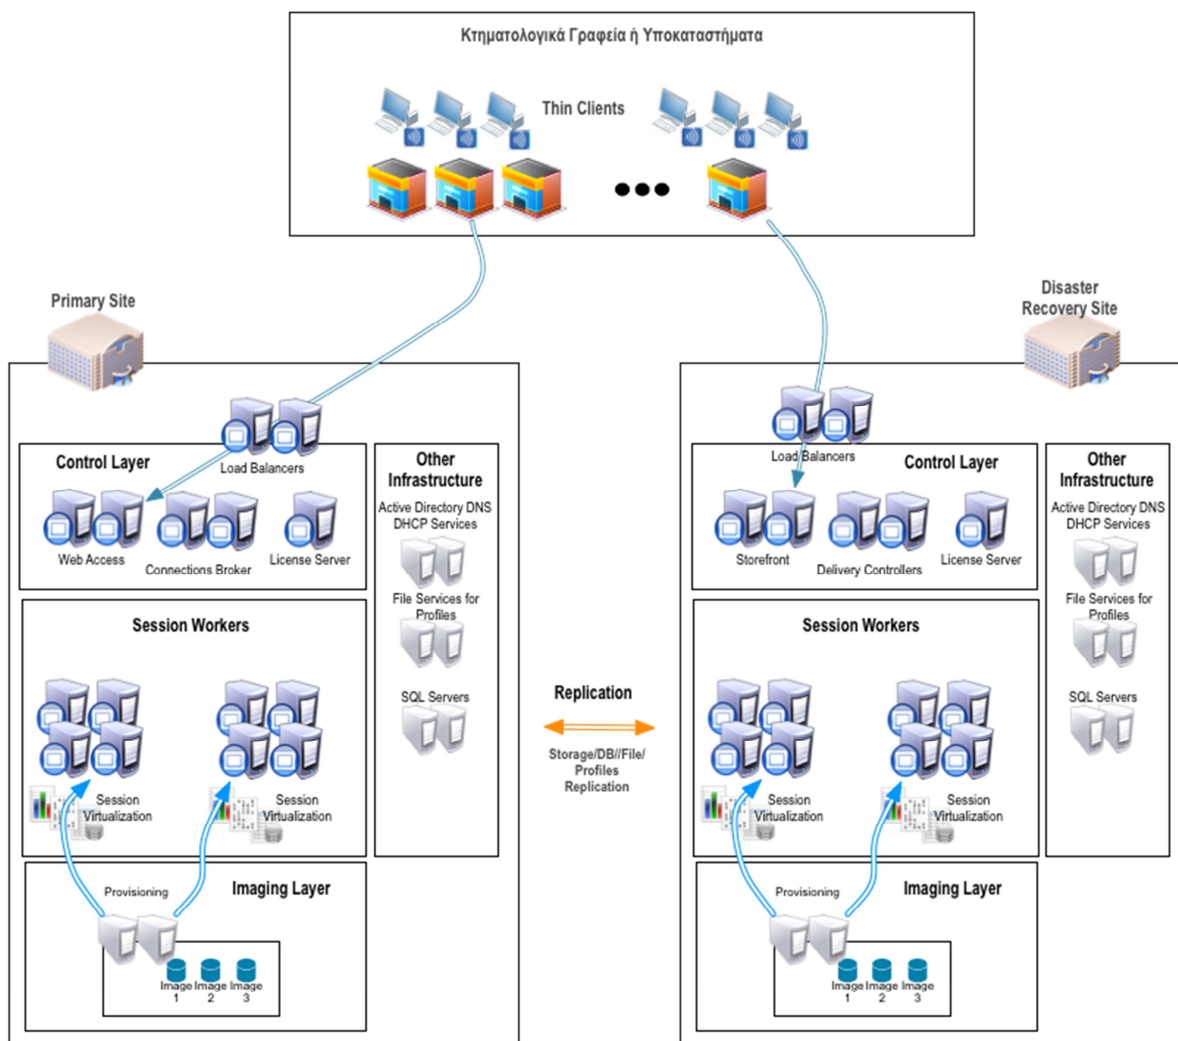 Κτηματολογικά Γραφεία ή Υποκαταστήματα
Thin Clients
Primary Site
Disaster
Recovery Site
Load Balancers
Control Layer
Web Access
Connections Broker
License Server
Other
Infrastructure
Active Directory DNS
DHCP Services
File Services for
Profiles
SQL Servers
Session Workers
Session
Virtualization
Session
Virtualization
Provisioning
Imaging Layer
Image
1
Image
2
Image
3
Replication
Storage/DB//File/
Profiles
Replication
Load Balancers
Control Layer
Storefront
Delivery Controllers
License Server
Other
Infrastructure
Active Directory DNS
DHCP Services
File Services for
Profiles
SQL Servers
Session Workers
Session
Virtualization
Session
Virtualization
Provisioning
Imaging Layer
Image
1
Image
2
Image
3